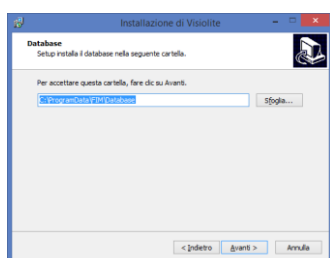 Installazione di Visiolite
Database
Setup installa il database nella seguente cartella.
Per accettare questa cartella, fare clic su Avanti.
C:\ProgramData\FIM\Database
Sfoglia...
< Indietro
Avanti >
Annulla